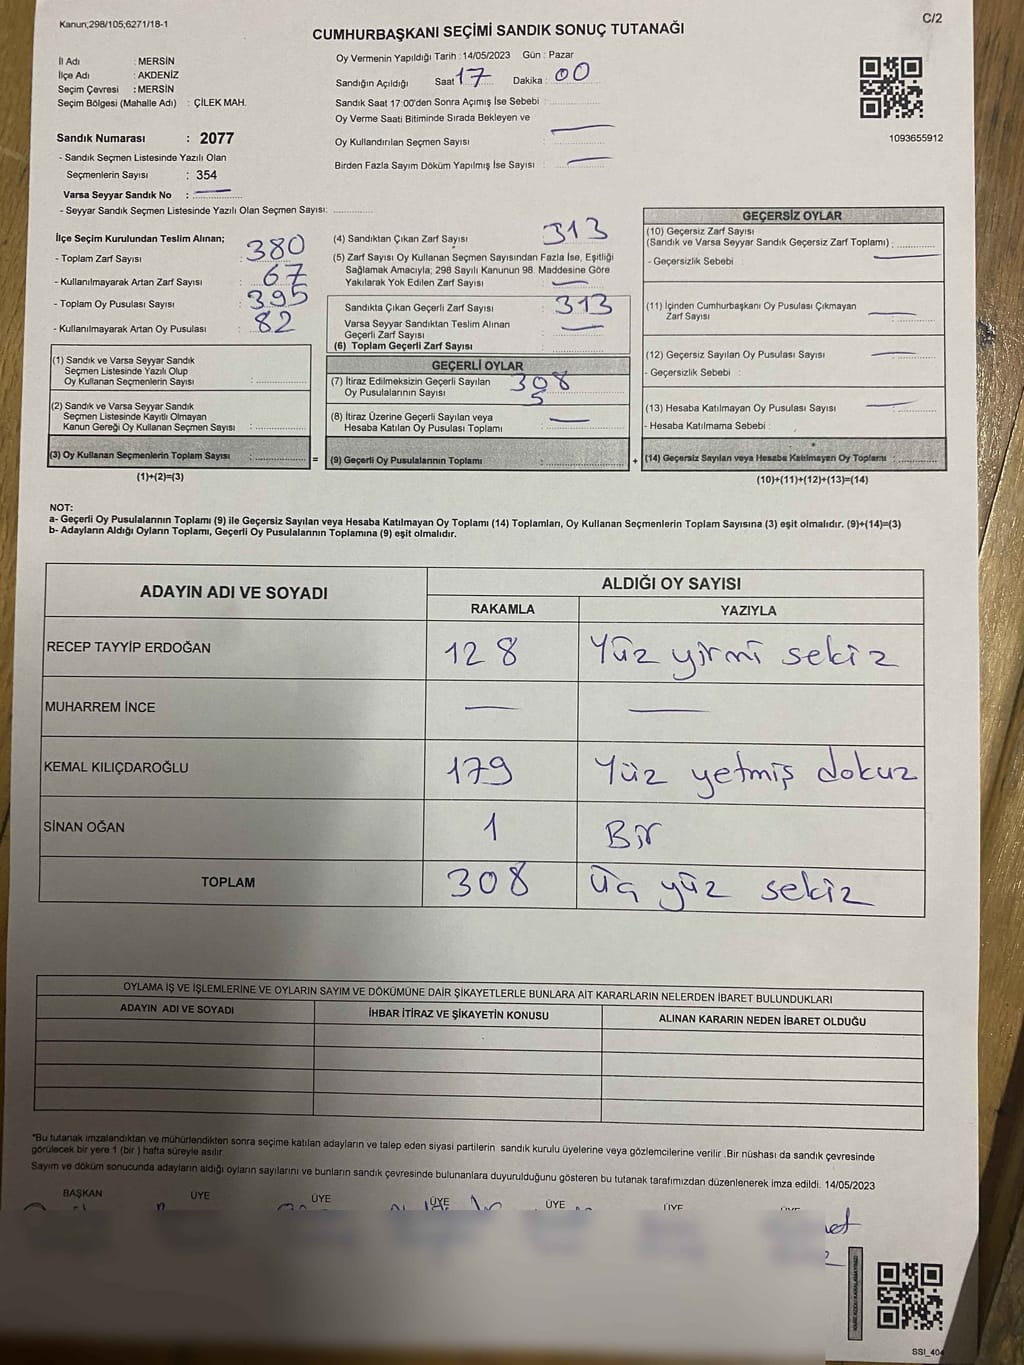 Kanun;298/105;6271/18-1
C/2
CUMHURBAŞKANI SEÇİMİ SANDIK SONUÇ TUTANAĞI
İl Adı : MERSİN
İlçe Adı : AKDENİZ
Seçim Çevresi : MERSİN
Seçim Bölgesi (Mahalle Adı) : ÇİLEK MAH.
Sandık Numarası : 2077
- Sandık Seçmen Listesinde Yazılı Olan
Seçmenlerin Sayısı : 354
Varsa Seyyar Sandık No :
- Seyyar Sandık Seçmen Listesinde Yazılı Olan Seçmen Sayısı:
Oy Vermenin Yapıldığı Tarih : 14/05/2023 Gün : Pazar
Sandığın Açıldığı Saat 17 Dakika : 00
Sandık Saat 17:00'den Sonra Açımış İse Sebebi :
Oy Verme Saati Bitiminde Sırada Bekleyen ve
Oy Kullandırılan Seçmen Sayısı :
Birden Fazla Sayım Döküm Yapılmış İse Sayısı :
1093655912
İlçe Seçim Kurulundan Teslim Alınan;
- Toplam Zarf Sayısı : 380
- Kullanılmayarak Artan Zarf Sayısı : 67
- Toplam Oy Pusulası Sayısı : 395
- Kullanılmayarak Artan Oy Pusulası : 82
(1) Sandık ve Varsa Seyyar Sandık
Seçmen Listesinde Yazılı Olup
Oy Kullanan Seçmenlerin Sayısı :
(2) Sandık ve Varsa Seyyar Sandık
Seçmen Listesinde Kayıtlı Olmayan
Kanun Gereği Oy Kullanan Seçmen Sayısı :
(3) Oy Kullanan Seçmenlerin Toplam Sayısı :
(1)+(2)=(3)
(4) Sandıktan Çıkan Zarf Sayısı : 313
(5) Zarf Sayısı Oy Kullanan Seçmen Sayısından Fazla İse, Eşitliği
Sağlamak Amacıyla; 298 Sayılı Kanunun 98. Maddesine Göre
Yakılarak Yok Edilen Zarf Sayısı :
Sandıkta Çıkan Geçerli Zarf Sayısı : 313
Varsa Seyyar Sandıktan Teslim Alınan
Geçerli Zarf Sayısı :
(6) Toplam Geçerli Zarf Sayısı :
GEÇERLİ OYLAR
(7) İtiraz Edilmeksizin Geçerli Sayılan 308
Oy Pusulasının Sayısı : 5
(8) İtiraz Üzerine Geçerli Sayılan veya
Hesaba Katılan Oy Pusulası Toplamı :
= (9) Geçerli Oy Pusulalarının Toplamı :
GEÇERSİZ OYLAR
(10) Geçersiz Zarf Sayısı
(Sandık ve Varsa Seyyar Sandık Geçersiz Zarf Toplamı) :
- Geçersizlik Sebebi :
(11) İçinden Cumhurbaşkanı Oy Pusulası Çıkmayan
Zarf Sayısı :
(12) Geçersiz Sayılan Oy Pusulası Sayısı :
- Geçersizlik Sebebi :
(13) Hesaba Katılmayan Oy Pusulası Sayısı :
- Hesaba Katılmama Sebebi :
+ (14) Geçersiz Sayılan veya Hesaba Katılmayan Oy Toplamı :
(10)+(11)+(12)+(13)=(14)
NOT:
a- Geçerli Oy Pusulalarının Toplamı (9) ile Geçersiz Sayılan veya Hesaba Katılmayan Oy Toplamı (14) Toplamları, Oy Kullanan Seçmenlerin Toplam Sayısına (3) eşit olmalıdır. (9)+(14)=(3)
b- Adayların Aldığı Oyların Toplamı, Geçerli Oy Pusulalarının Toplamına (9) eşit olmalıdır.
ADAYIN ADI VE SOYADI ALDIĞI OY SAYISI
RAKAMLA YAZIYLA
RECEP TAYYİP ERDOĞAN 128 Yüz yirmi sekiz
MUHARREM İNCE
KEMAL KILIÇDAROĞLU 179 Yüz yetmiş dokuz
SİNAN OĞAN 1 Bir
TOPLAM 308 üç yüz sekiz
OYLAMA İŞ VE İŞLEMLERİNE VE OYLARIN SAYIM VE DÖKÜMÜNE DAİR ŞİKAYETLERLE BUNLARA AİT KARARLARIN NELERDEN İBARET BULUNDUKLARI
ADAYIN ADI VE SOYADI İHBAR İTİRAZ VE ŞİKAYETİN KONUSU ALINAN KARARIN NEDEN İBARET OLDUĞU
*Bu tutanak imzalandıktan ve mühürlendikten sonra seçime katılan adayların ve talep eden siyasi partilerin sandık kurulu üyelerine veya gözlemcilerine verilir .Bir nüshası da sandık çevresinde
görülecek bir yere 1 (bir ) hafta süreyle asılır.
Sayım ve döküm sonucunda adayların aldığı oyların sayılarını ve bunların sandık çevresinde bulunanlara duyurulduğunu gösteren bu tutanak tarafımızdan düzenlenerek imza edildi. 14/05/2023
BAŞKAN ÜYE ÜYE ÜYE ÜYE ÜYE
SSI_404